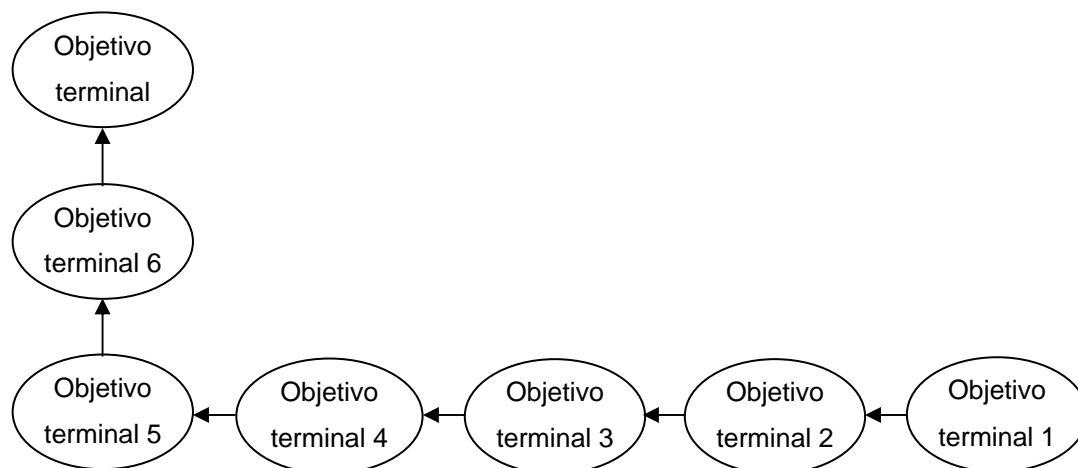 Objetivo
terminal
Objetivo
terminal 6
Objetivo
terminal 5
Objetivo
terminal 4
Objetivo
terminal 3
Objetivo
terminal 2
Objetivo
terminal 1